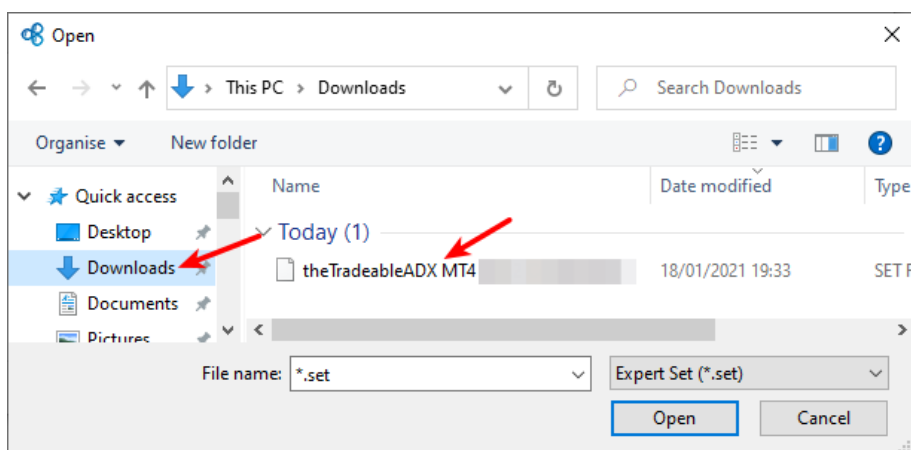 Open
This PC > Downloads
Search Downloads
Organise
New folder
Quick access
Name
Date modified
Type
Desktop
Today (1)
Downloads
theTradeableADX MT4
18/01/2021 19:33
SET F
Documents
Pictures
File name:
*.set
Expert Set (*.set)
Open
Cancel